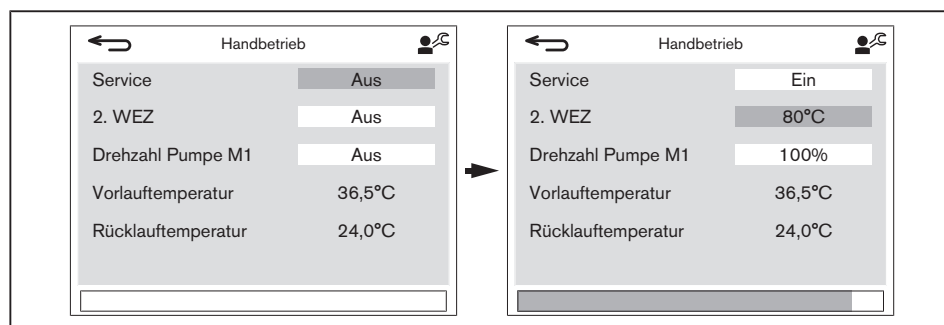 Handbetrieb
Service Aus
2. WEZ Aus
Drehzahl Pumpe M1 Aus
Vorlauftemperatur 36,5°C
Rücklauftemperatur 24,0°C
Handbetrieb
Service Ein
2. WEZ 80°C
Drehzahl Pumpe M1 100%
Vorlauftemperatur 36,5°C
Rücklauftemperatur 24,0°C